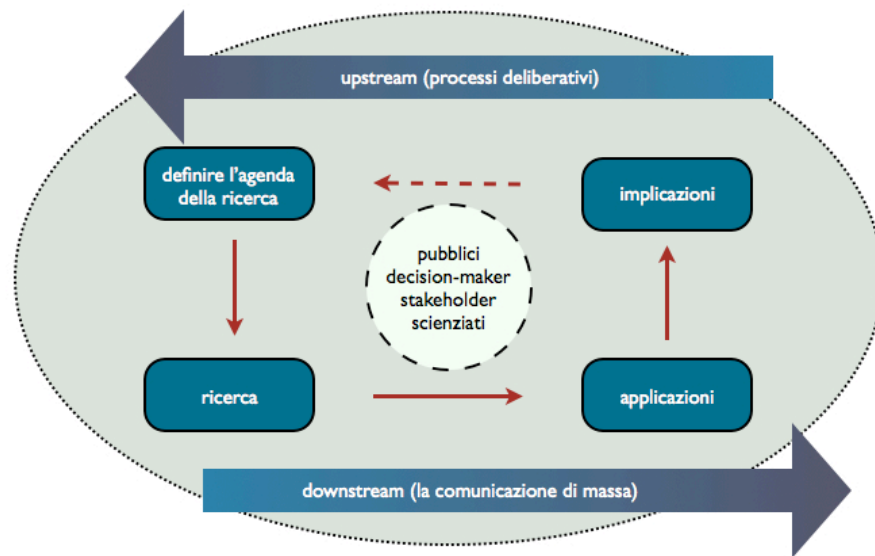 upstream (processi deliberativi)
definire l'agenda
della ricerca
implicazioni
pubblici
decision-maker
stakeholder
scienziati
ricerca
applicazioni
downstream (la comunicazione di massa)